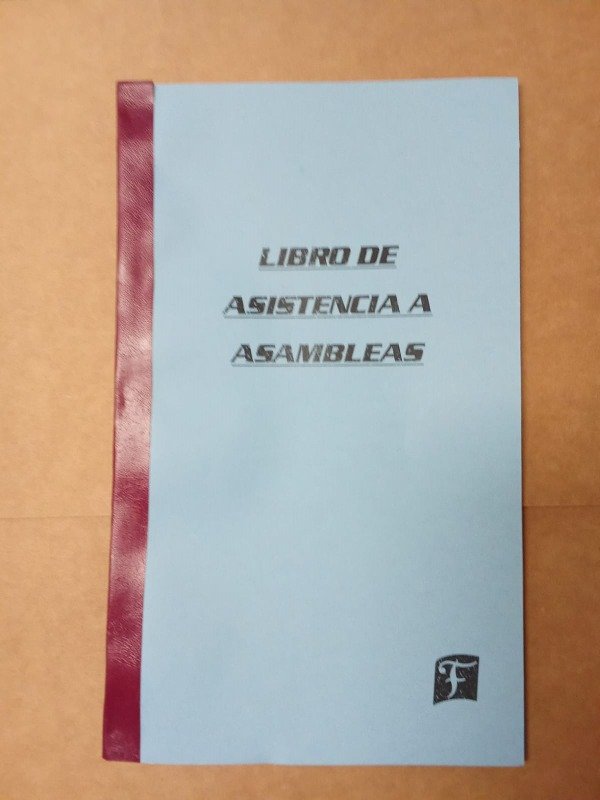 LIBRO DE
ASISTENCIA A
ASAMBLEAS
F